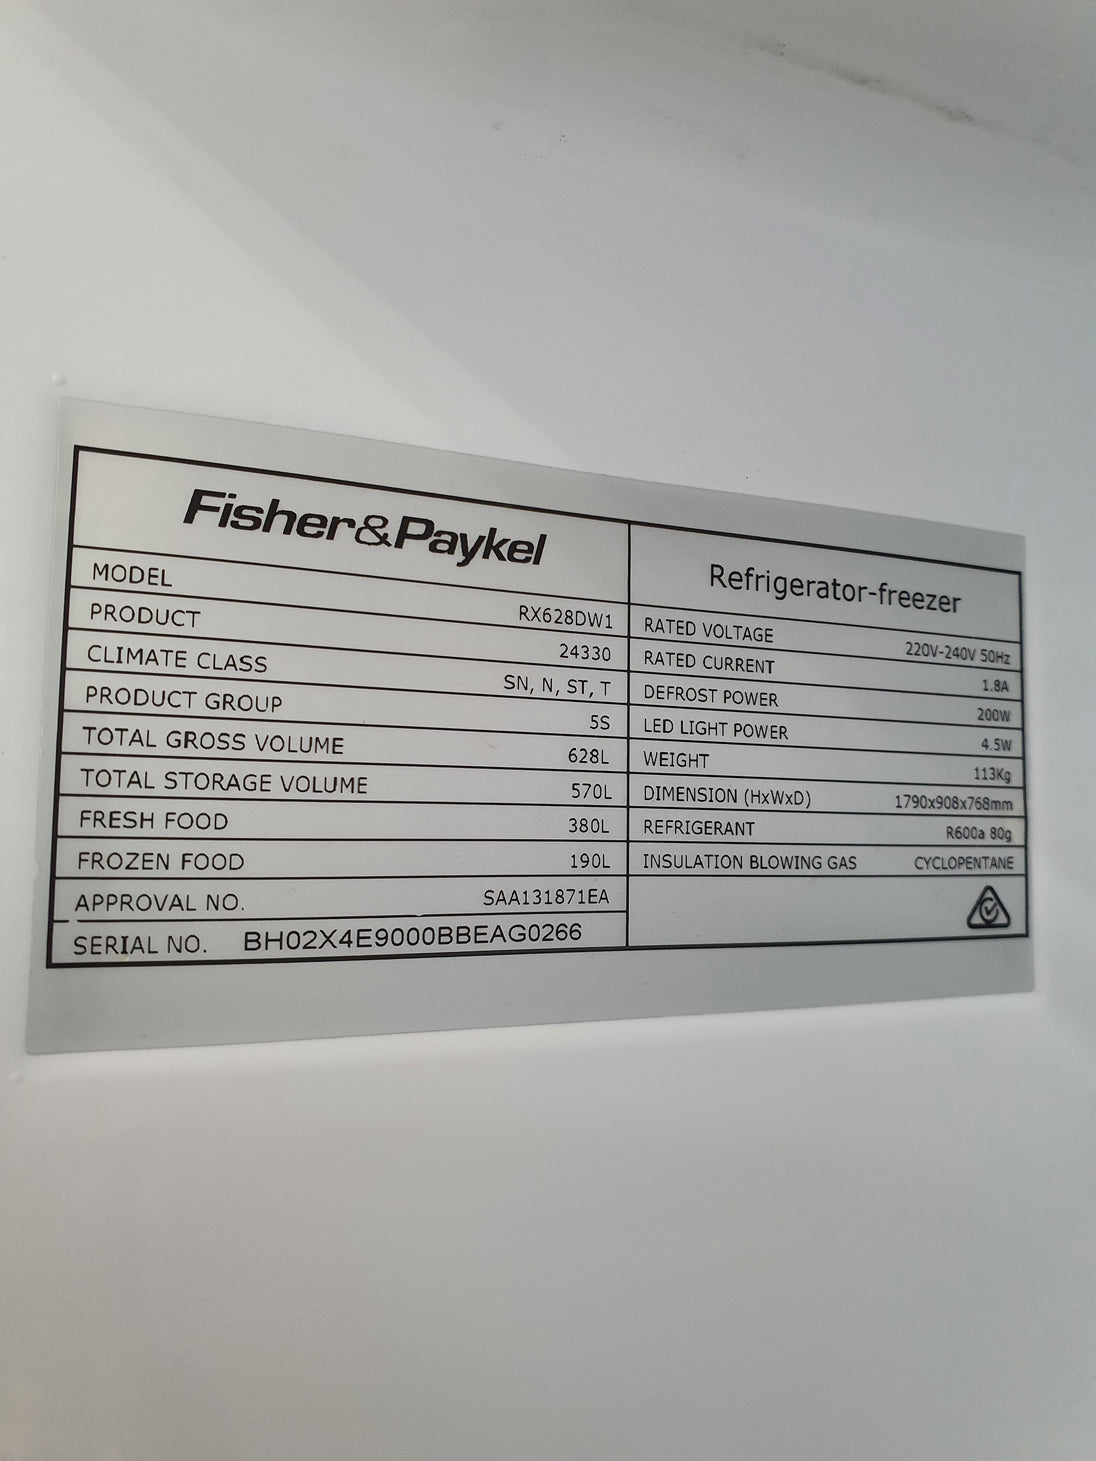 Fisher&Paykel
MODEL RX628DW1
PRODUCT 24330
CLIMATE CLASS SN, N, ST, T
PRODUCT GROUP 5S
TOTAL GROSS VOLUME 628L
TOTAL STORAGE VOLUME 570L
FRESH FOOD 380L
FROZEN FOOD 190L
APPROVAL NO. SAA131871EA
SERIAL NO. BH02X4E9000BBEAG0266
Refrigerator-freezer
RATED VOLTAGE 220V-240V 50Hz
RATED CURRENT 1.8A
DEFROST POWER 200W
LED LIGHT POWER 4.5W
WEIGHT 113Kg
DIMENSION (HxWxD) 1790x908x768mm
REFRIGERANT R600a 80g
INSULATION BLOWING GAS CYCLOPENTANE